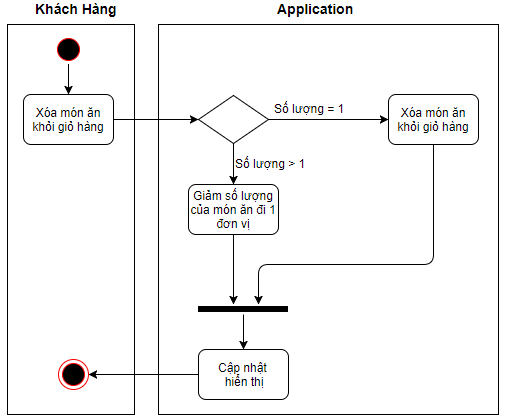 Khách Hàng
Application
Xóa món ăn
khỏi giỏ hàng
Số lượng = 1
Xóa món ăn
khỏi giỏ hàng
Số lượng > 1
Giảm số lượng
của món ăn đi 1
đơn vị
Cập nhật
hiển thị